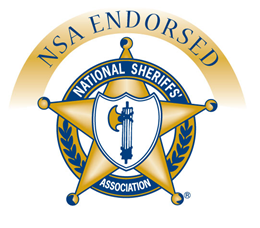 NSA ENDORSED
NATIONAL SHERIFFS'
ASSOCIATION
®